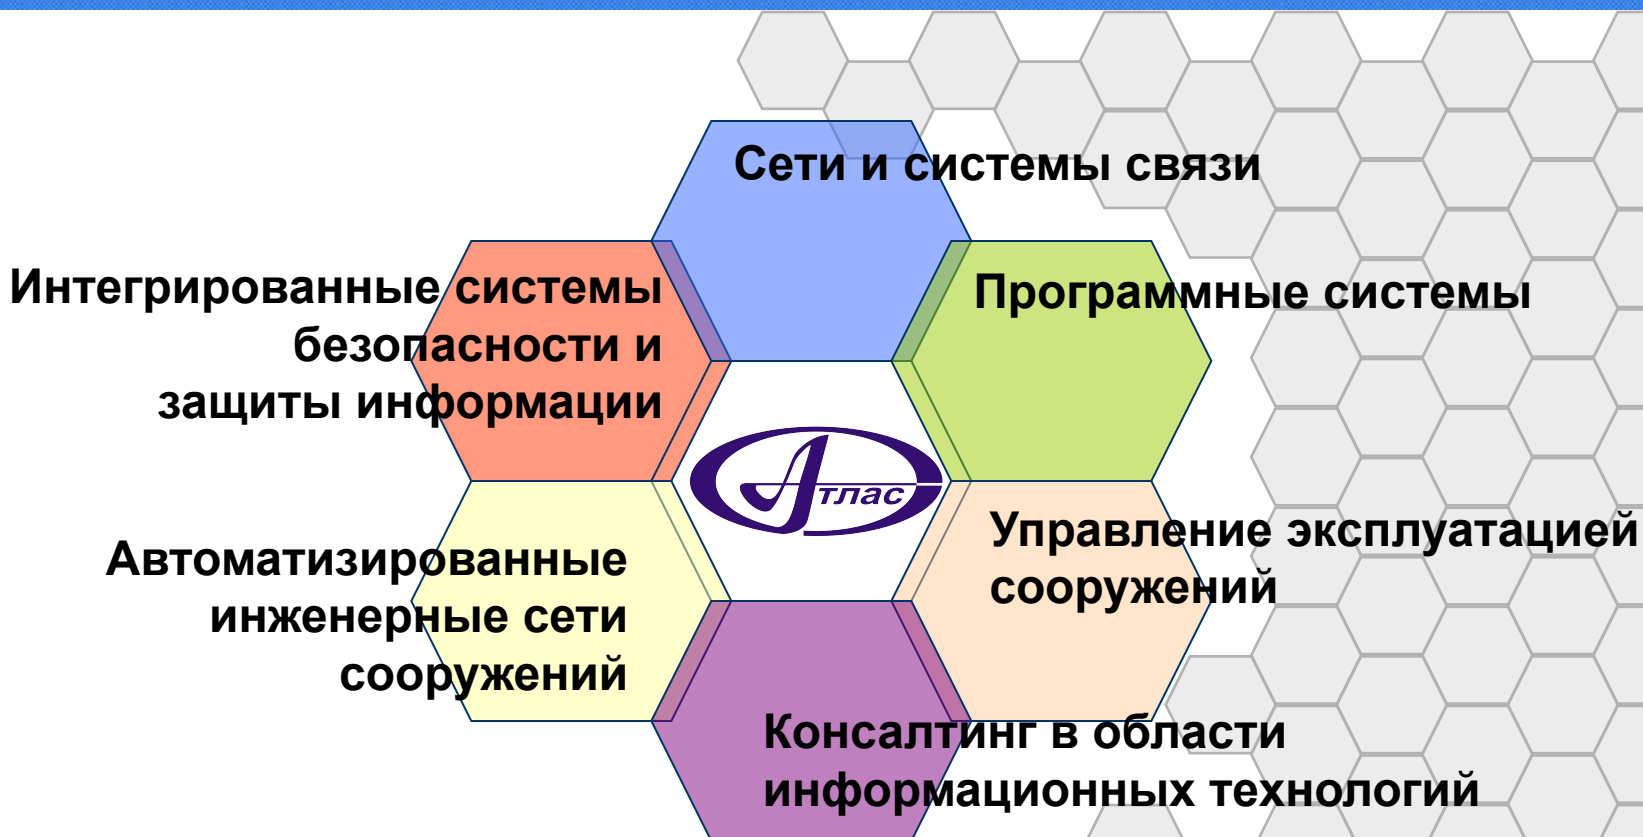 Сети и системы связи
Интегрированные системы
безопасности и
защиты информации
Программные системы
Атлас
Управление эксплуатацией
сооружений
Автоматизированные
инженерные сети
сооружений
Консалтинг в области
информационных технологий